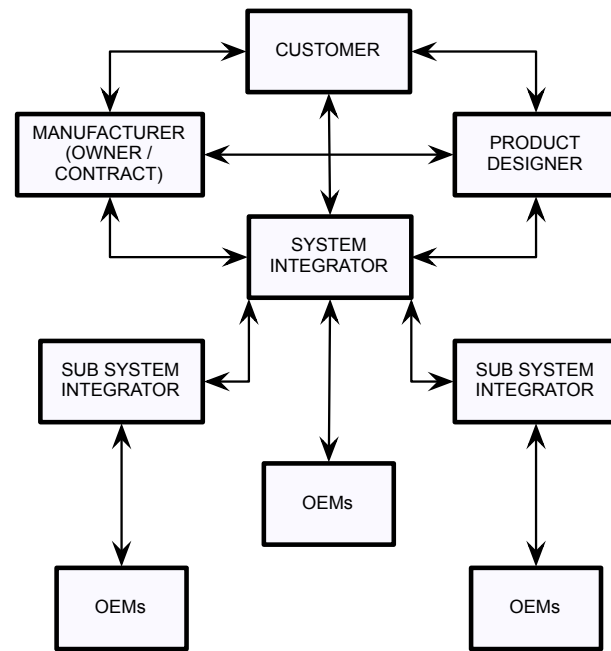 CUSTOMER
MANUFACTURER
(OWNER /
CONTRACT)
PRODUCT
DESIGNER
SYSTEM
INTEGRATOR
SUB SYSTEM
INTEGRATOR
SUB SYSTEM
INTEGRATOR
OEMs
OEMs
OEMs